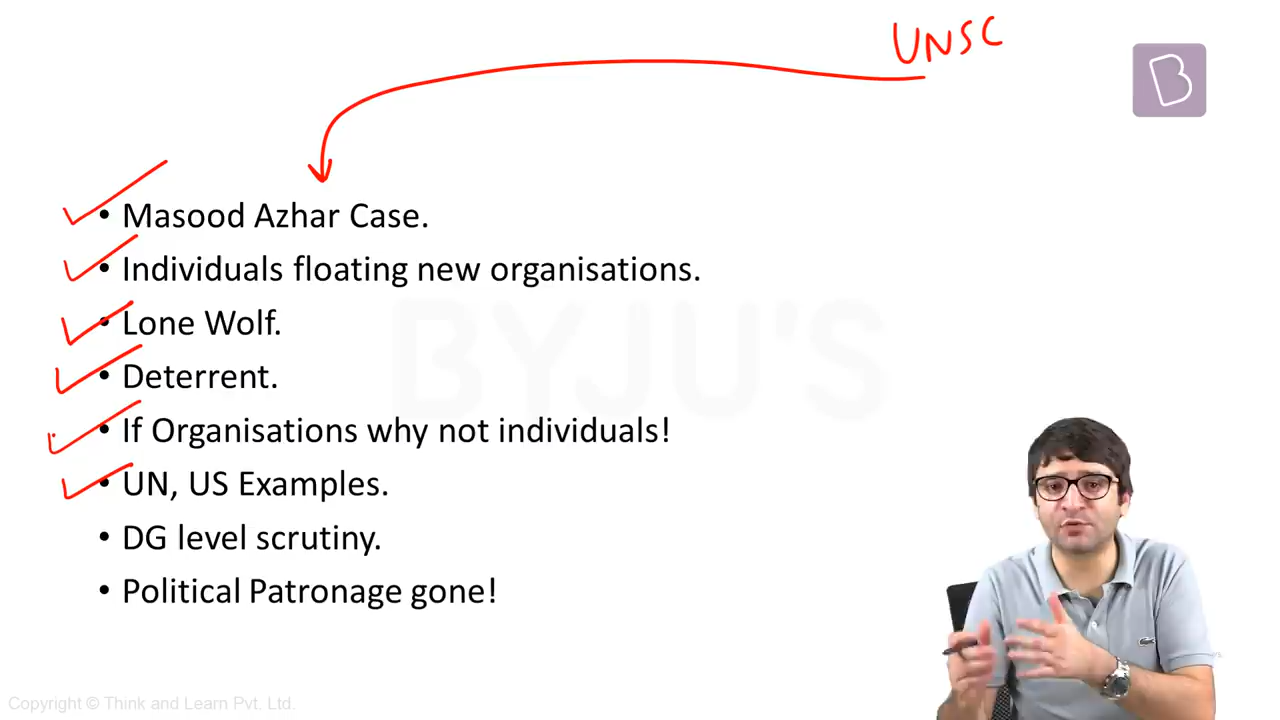 UNSC
B
• Masood Azhar Case.
• Individuals floating new organisations.
• Lone Wolf.
• Deterrent.
• If Organisations why not individuals!
• UN, US Examples.
• DG level scrutiny.
• Political Patronage gone!
BYJU'S
Copyright © Think and Learn Pvt. Ltd.